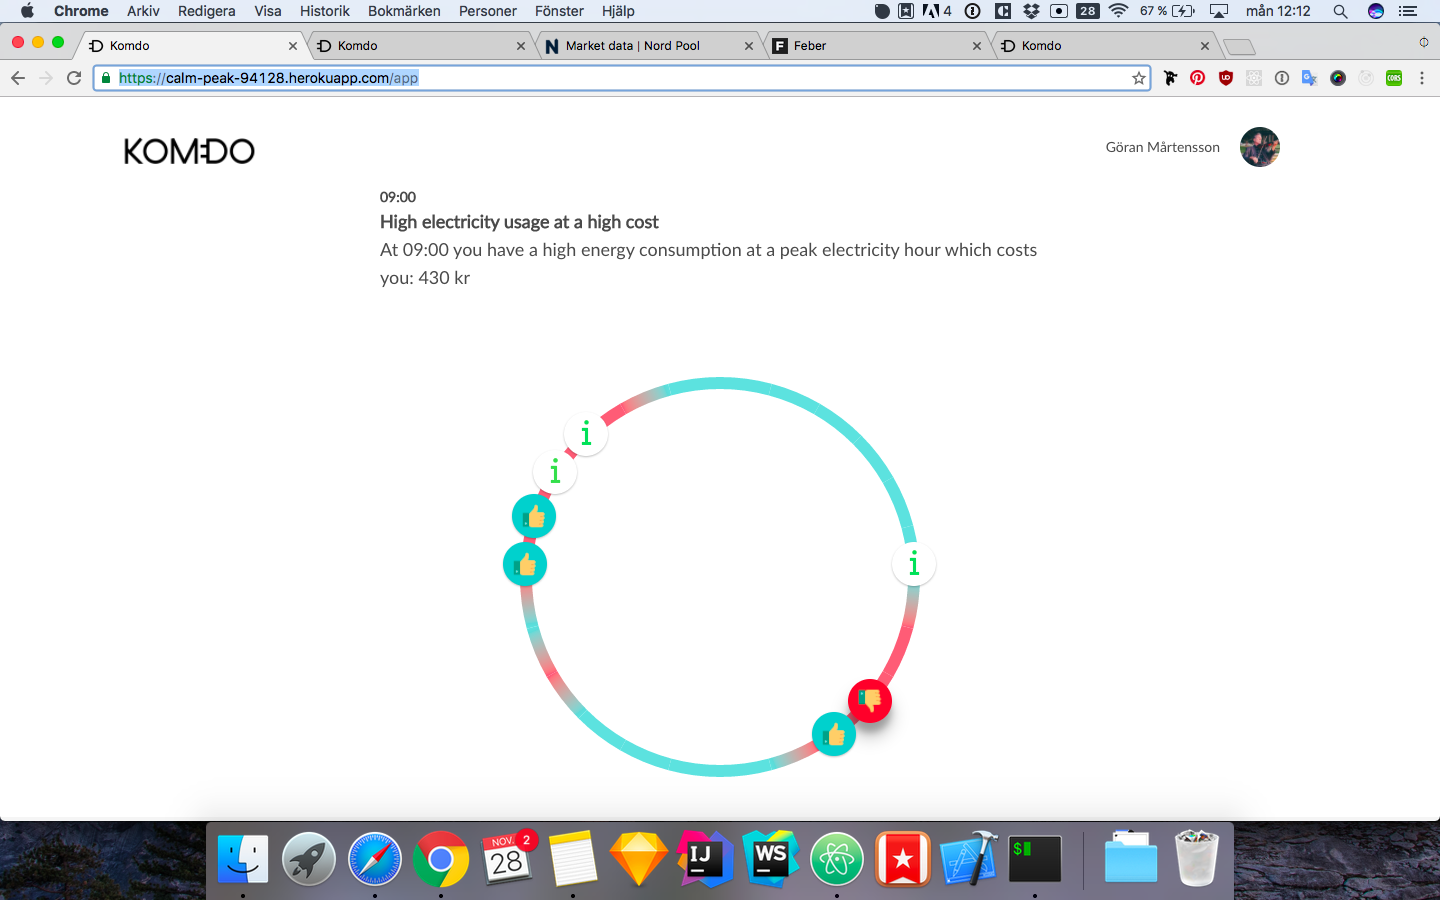 Chrome Arkiv Redigera Visa Historik Bokmärken Personer Fönster Hjälp 4 28 67 % mån 12:12
Komdo Komdo Market data | Nord Pool Feber Komdo
https://calm-peak-94128.herokuapp.com/app
KOMDO Göran Mårtensson
09:00
High electricity usage at a high cost
At 09:00 you have a high energy consumption at a peak electricity hour which costs
you: 430 kr
i
i
i
NOV. 2
28
IJ
WS
$